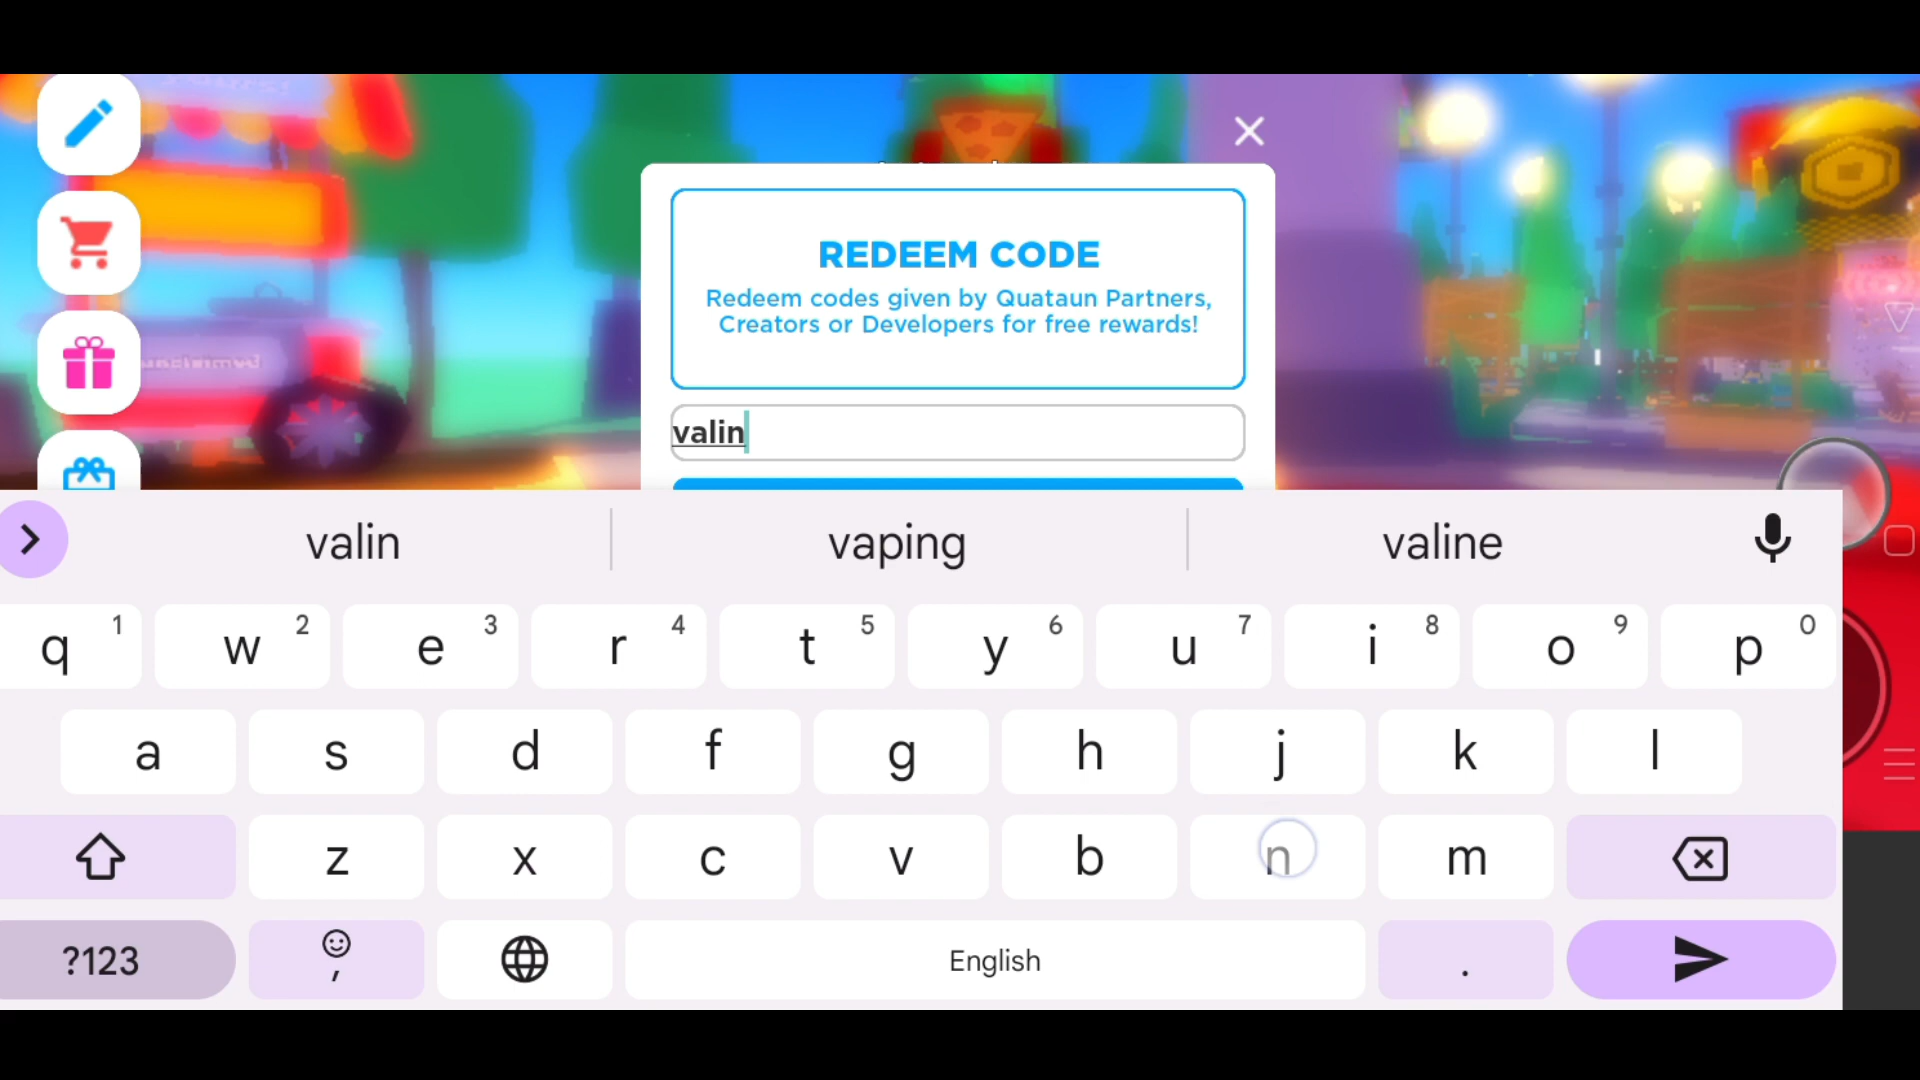 REDEEM CODE
Redeem codes given by Quataun Partners,
Creators or Developers for free rewards!
valin
valin vaping valine
q 1 w 2 e 3 r 4 t 5 y 6 u 7 i 8 o 9 p 0
a s d f g h j k l
z x c v b n m
?123 , English .